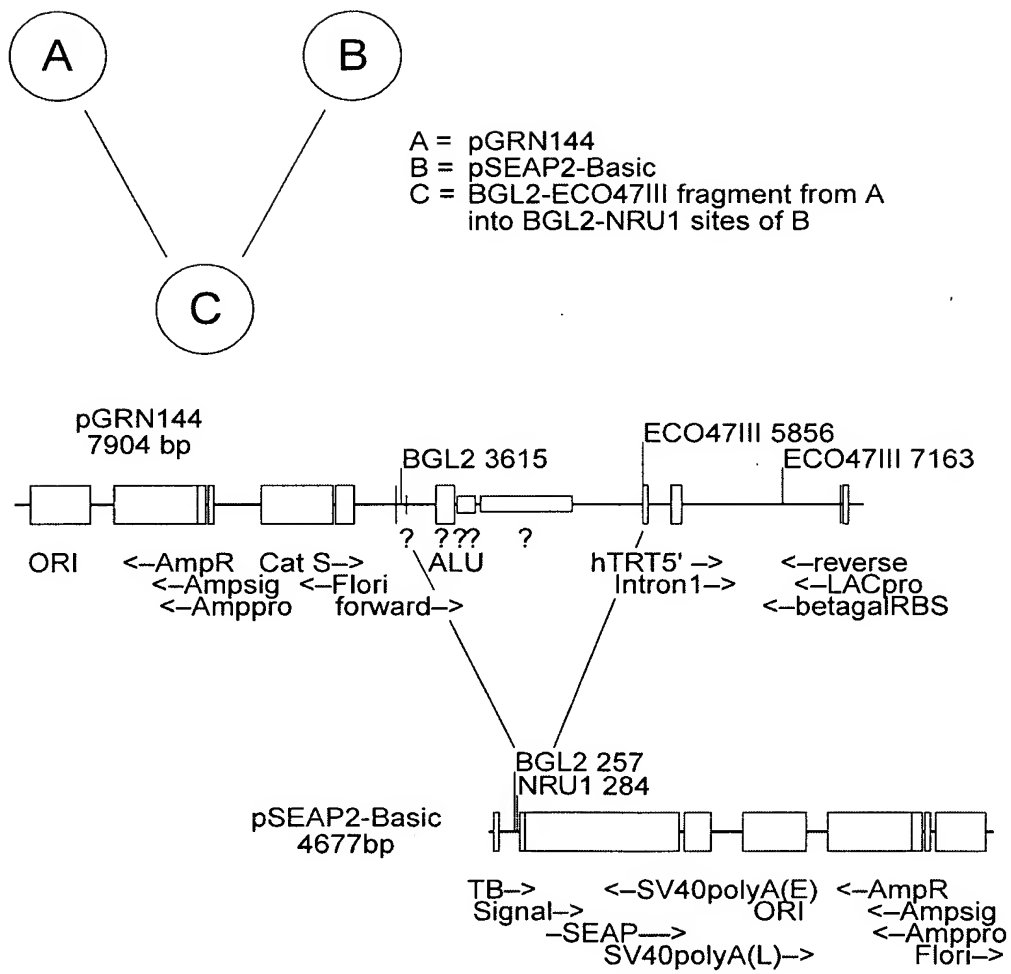 A
B
A = pGRN144
B = pSEAP2-Basic
C = BGL2-ECO47III fragment from A
into BGL2-NRU1 sites of B
C
pGRN144
7904 bp
ECO47III 5856
BGL2 3615
ECO47III 7163
? ? ?? ?
ORI <–AmpR Cat S–> ALU hTRT5' –> <–reverse
<–Ampsig <–Flori Intron1–> <–LACpro
<–Amppro forward–> <–betagalRBS
BGL2 257
NRU1 284
pSEAP2-Basic
4677bp
TB–> <–SV40polyA(E) <–AmpR
Signal–> ORI <–Ampsig
–SEAP––> <–Amppro
SV40polyA(L)–> Flori–>